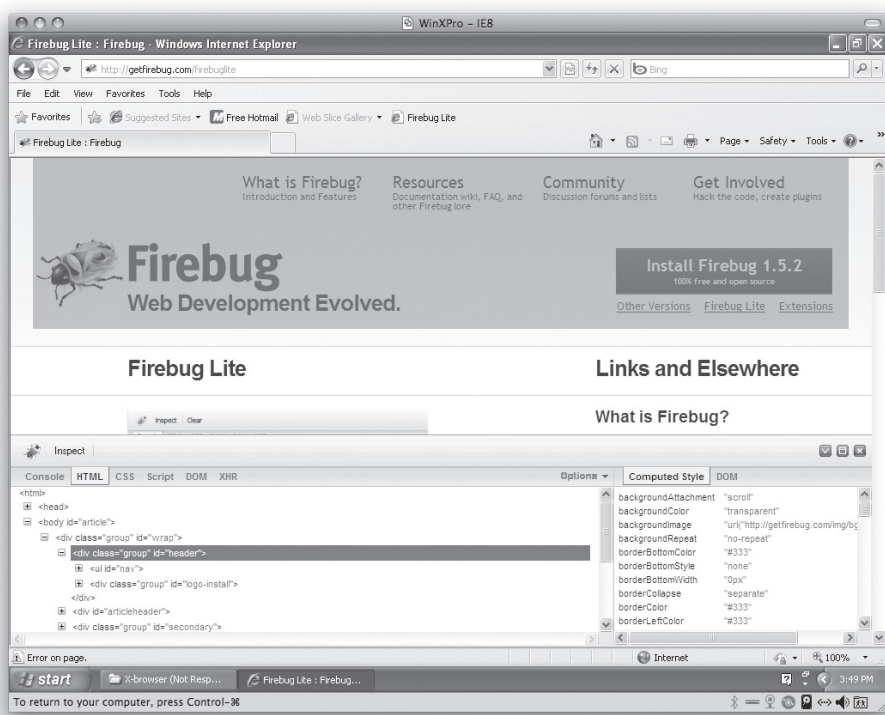 WinXPro – IE8
Firebug Lite : Firebug - Windows Internet Explorer
http://getfirebug.com/firebuglite
Bing
File Edit View Favorites Tools Help
Favorites Suggested Sites Free Hotmail Web Slice Gallery Firebug Lite
Firebug Lite : Firebug
Page Safety Tools
What is Firebug?
Introduction and Features
Resources
Documentation wiki, FAQ, and
other Firebug lore
Community
Discussion forums and lists
Get Involved
Hack the code, create plugins
Firebug
Web Development Evolved.
Install Firebug 1.5.2
100% free and open source
Other Versions Firebug Lite Extensions
Firebug Lite
Links and Elsewhere
Inspect Clear
What is Firebug?
Inspect
Console HTML CSS Script DOM XHR Options
Computed Style DOM
<html>
<head>
<body id="article">
<div class="group" id="wrap">
<div class="group" id="header">
<ul id="nav">
<div class="group" id="logo-install">
</div>
<div id="articleheader">
<div class="group" id="secondary">
backgroundAttachment "scroll"
backgroundColor "transparent"
backgroundImage "url("http://getfirebug.com/img/bg
backgroundRepeat "no-repeat"
borderBottomColor "#333"
borderBottomStyle "none"
borderBottomWidth "0px"
borderCollapse "separate"
borderColor "#333"
borderLeftColor "#333"
Error on page. Internet 100%
start X-browser (Not Resp... Firebug Lite : Firebug... 3:49 PM
To return to your computer, press Control-⌘